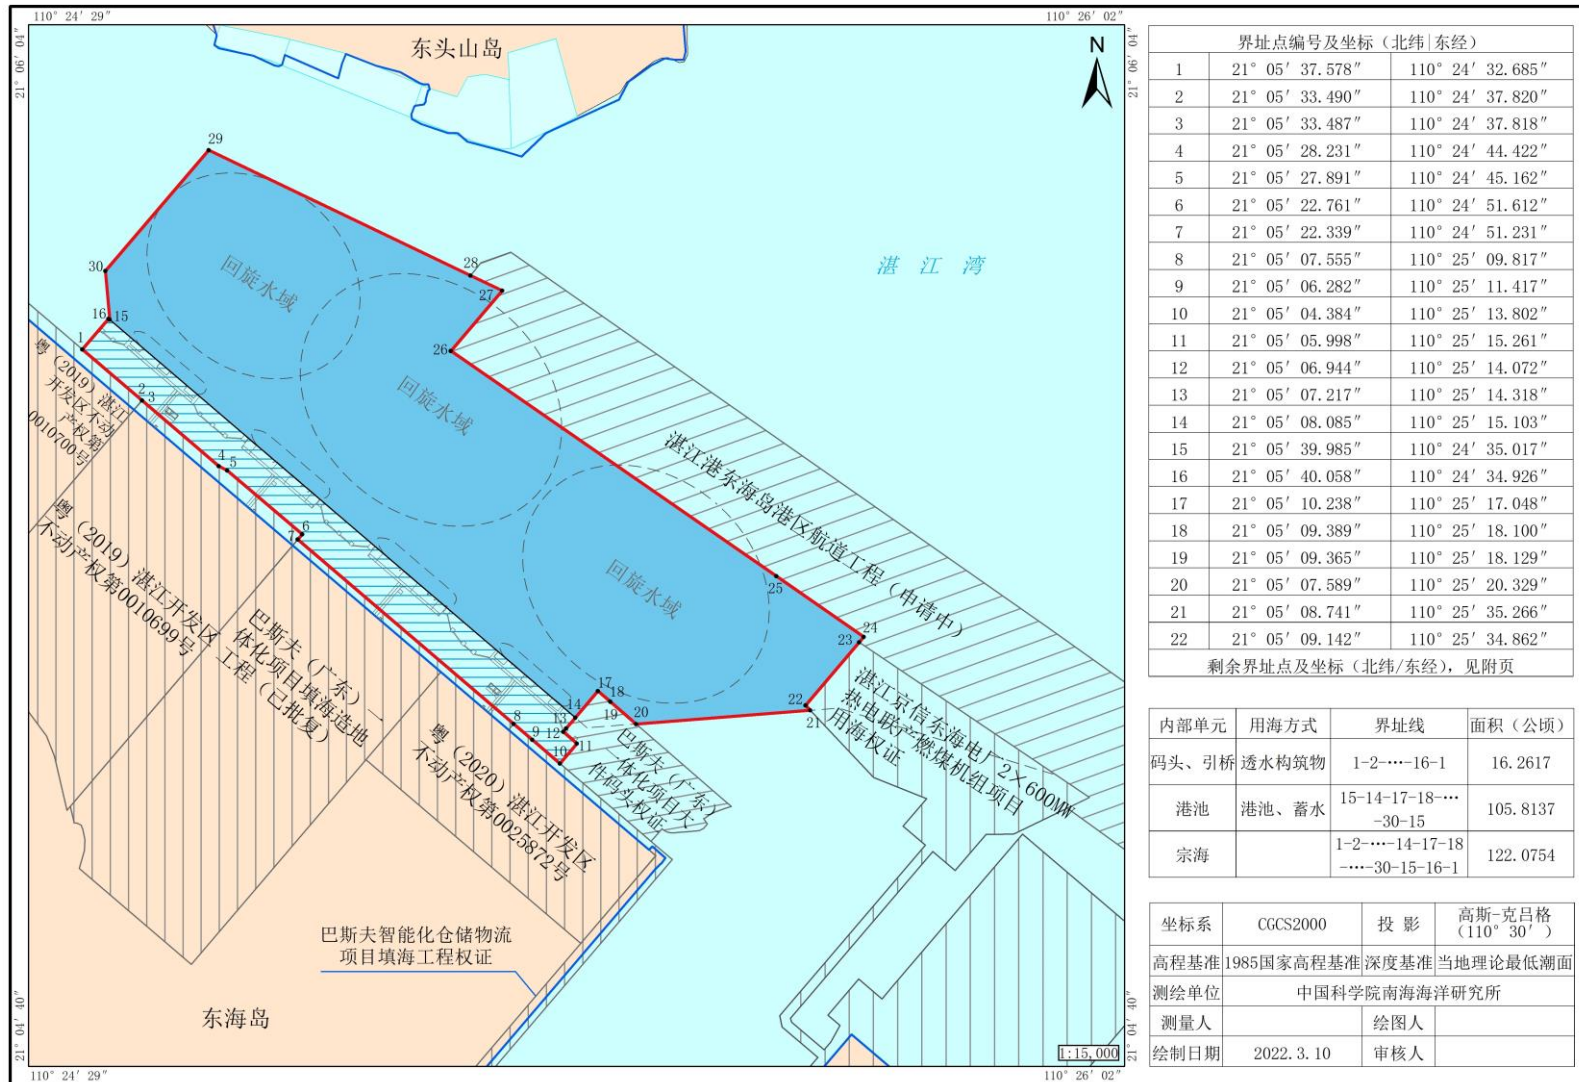 110° 24′ 29″
110° 26′ 02″
21° 06′ 04″
21° 06′ 04″
东头山岛
N
29
28
27
30
回旋水域
湛 江 湾
16
15
1
26
回旋水域
粤（2019）湛江
开发区不动
产权第
0010700号
2
3
4
5
湛江港东海岛港区航道工程（申请中）
6
7
粤（2019）湛江开发区
不动产权第0010699号
巴斯夫（广东）一
体化项目填海造地
工程（已批复）
回旋水域
25
24
23
22
21
17
18
19
20
14
13
12
11
8
9
10
湛江京信东海电厂2×600MW
热电联产燃煤机组项目
用海权证
巴斯夫（广东）
一体化项目大
件码头权证
粤（2020）湛江开发区
不动产权第0025872号
巴斯夫智能化仓储物流
项目填海工程权证
东海岛
1:15,000
21° 04′ 40″
21° 04′ 40″
110° 24′ 29″
110° 26′ 02″
界址点编号及坐标（北纬|东经）
1 21° 05′ 37.578″ 110° 24′ 32.685″
2 21° 05′ 33.490″ 110° 24′ 37.820″
3 21° 05′ 33.487″ 110° 24′ 37.818″
4 21° 05′ 28.231″ 110° 24′ 44.422″
5 21° 05′ 27.891″ 110° 24′ 45.162″
6 21° 05′ 22.761″ 110° 24′ 51.612″
7 21° 05′ 22.339″ 110° 24′ 51.231″
8 21° 05′ 07.555″ 110° 25′ 09.817″
9 21° 05′ 06.282″ 110° 25′ 11.417″
10 21° 05′ 04.384″ 110° 25′ 13.802″
11 21° 05′ 05.998″ 110° 25′ 15.261″
12 21° 05′ 06.944″ 110° 25′ 14.072″
13 21° 05′ 07.217″ 110° 25′ 14.318″
14 21° 05′ 08.085″ 110° 25′ 15.103″
15 21° 05′ 39.985″ 110° 24′ 35.017″
16 21° 05′ 40.058″ 110° 24′ 34.926″
17 21° 05′ 10.238″ 110° 25′ 17.048″
18 21° 05′ 09.389″ 110° 25′ 18.100″
19 21° 05′ 09.365″ 110° 25′ 18.129″
20 21° 05′ 07.589″ 110° 25′ 20.329″
21 21° 05′ 08.741″ 110° 25′ 35.266″
22 21° 05′ 09.142″ 110° 25′ 34.862″
剩余界址点及坐标（北纬/东经），见附页
内部单元 用海方式 界址线 面积（公顷）
码头、引桥 透水构筑物 1-2-…-16-1 16.2617
港池 港池、蓄水 15-14-17-18-…
-30-15 105.8137
宗海 1-2-…-14-17-18
-…-30-15-16-1 122.0754
坐标系 CGCS2000 投 影 高斯-克吕格
（110° 30′）
高程基准 1985国家高程基准 深度基准 当地理论最低潮面
测绘单位 中国科学院南海海洋研究所
测量人 绘图人
绘制日期 2022.3.10 审核人